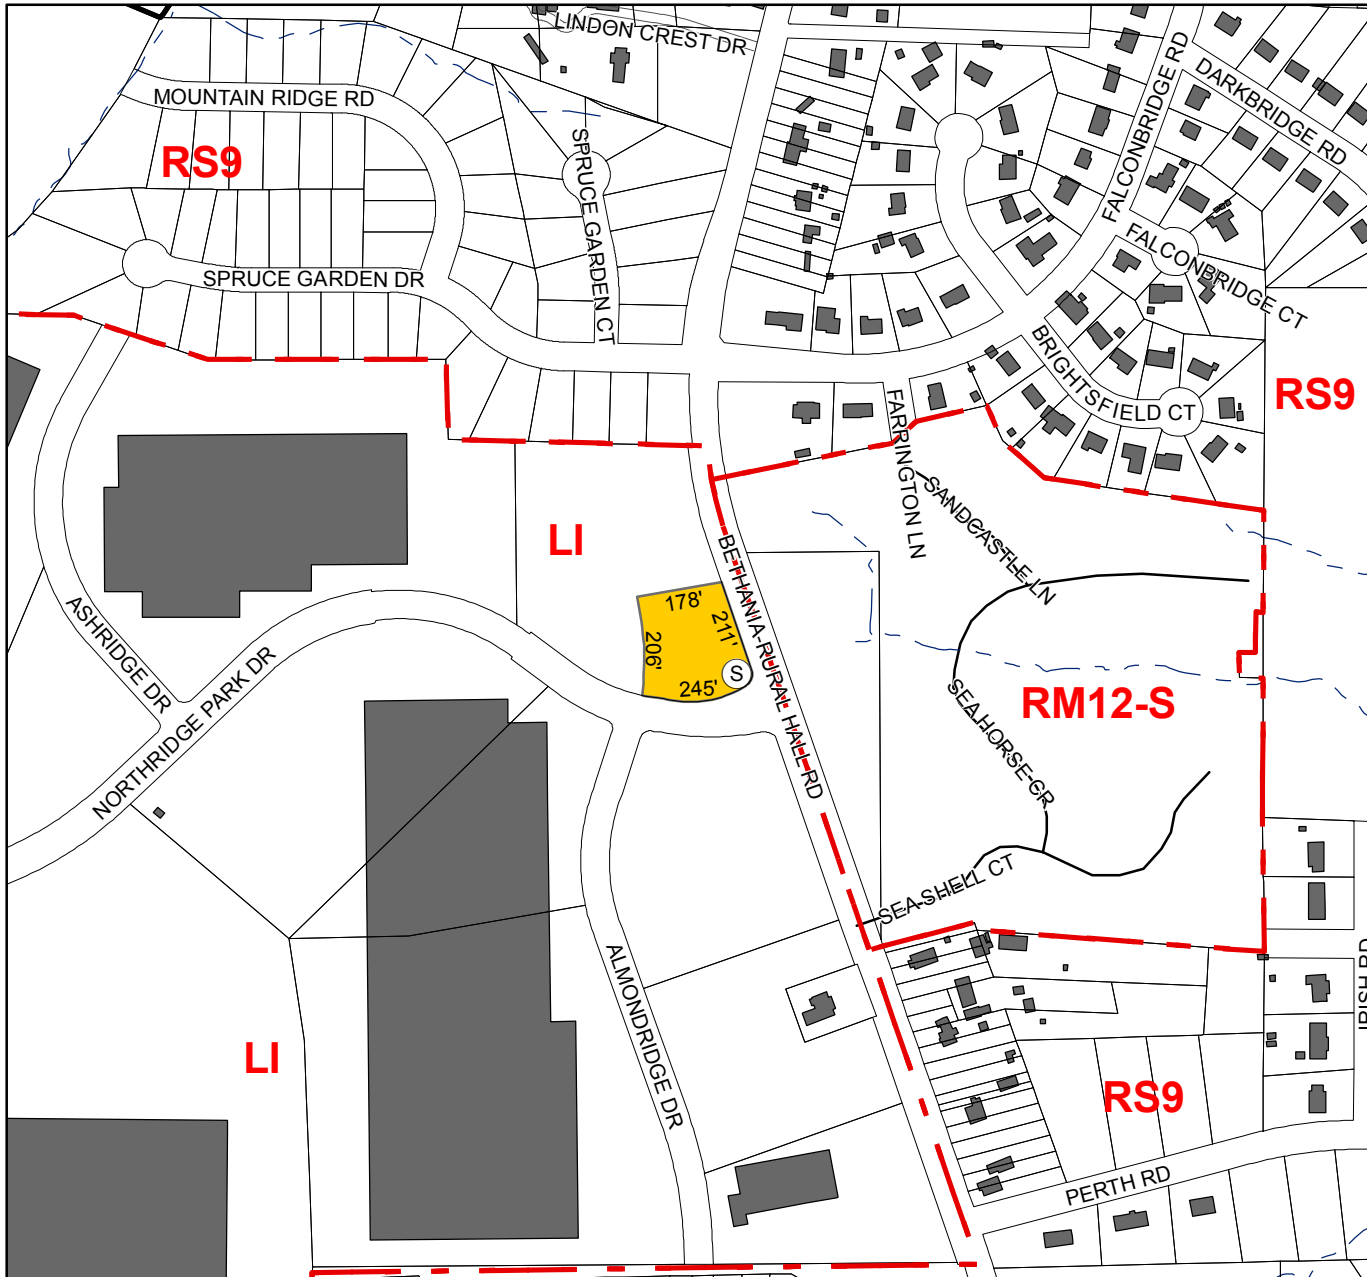 LINDON CREST DR
MOUNTAIN RIDGE RD
FALCONBRIDGE RD
DARKBRIDGE RD
RS9
SPRUCE GARDEN CT
SPRUCE GARDEN DR
FALCONBRIDGE CT
BRIGHTSFIELD CT
RS9
FARRINGTON LN
SANDCASTLE LN
LI
BETHANIA-RURAL HALL RD
178'
211'
206'
245'
S
ASHRIDGE DR
NORTHRIDGE PARK DR
SEAHORSE CR
RM12-S
SEA SHELL CT
ALMONDRIDGE DR
IRISH RD
LI
RS9
PERTH RD